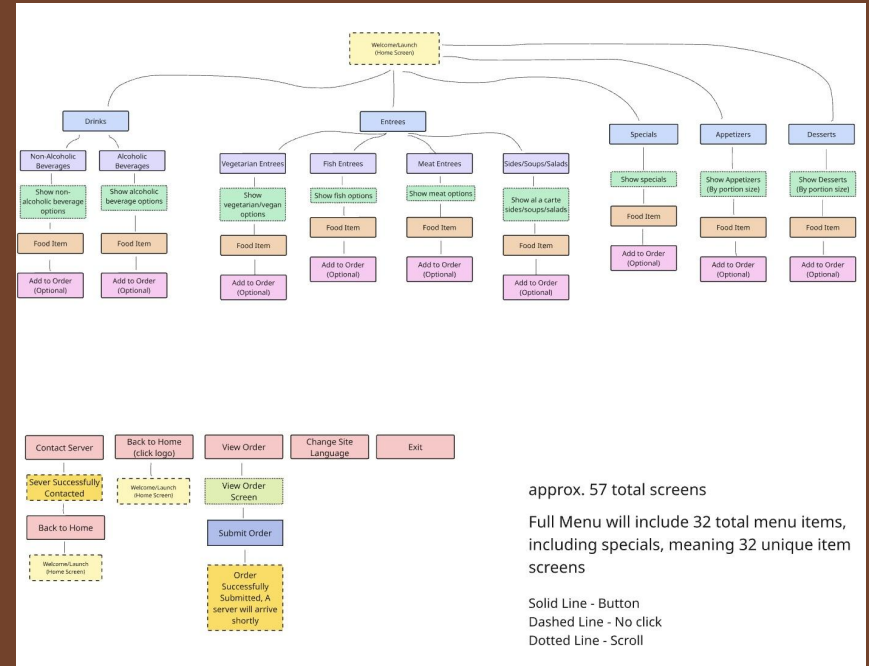 Welcome/Launch
(Home Screen)
Drinks
Entrees
Specials
Appetizers
Desserts
Non-Alcoholic
Beverages
Alcoholic
Beverages
Vegetarian Entrees
Fish Entrees
Meat Entrees
Sides/Soups/Salads
Show non-
alcoholic beverage
options
Show alcoholic
beverage options
Show
vegetarian/vegan
options
Show fish options
Show meat options
Show al a carte
sides/soups/salads
Show specials
Show Appetizers
(By portion size)
Show Desserts
(By portion size)
Food Item
Food Item
Food Item
Food Item
Food Item
Food Item
Food Item
Food Item
Food Item
Add to Order
(Optional)
Add to Order
(Optional)
Add to Order
(Optional)
Add to Order
(Optional)
Add to Order
(Optional)
Add to Order
(Optional)
Add to Order
(Optional)
Add to Order
(Optional)
Add to Order
(Optional)
Contact Server
Back to Home
(click logo)
View Order
Change Site
Language
Exit
Sever Successfully
Contacted
Welcome/Launch
(Home Screen)
View Order
Screen
Back to Home
Submit Order
Welcome/Launch
(Home Screen)
Order
Successfully
Submitted, A
server will arrive
shortly
approx. 57 total screens
Full Menu will include 32 total menu items,
including specials, meaning 32 unique item
screens
Solid Line - Button
Dashed Line - No click
Dotted Line - Scroll